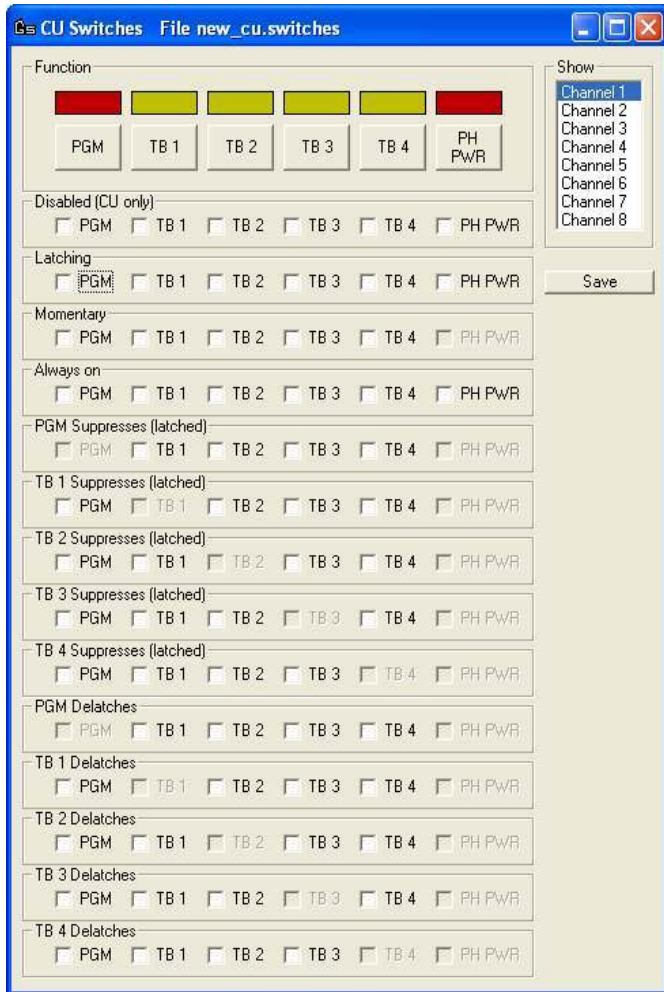 Gs CU Switches File new_cu.switches
Function
PGM TB 1 TB 2 TB 3 TB 4 PH PWR
Disabled (CU only)
PGM TB 1 TB 2 TB 3 TB 4 PH PWR
Latching
PGM TB 1 TB 2 TB 3 TB 4 PH PWR
Momentary
PGM TB 1 TB 2 TB 3 TB 4 PH PWR
Always on
PGM TB 1 TB 2 TB 3 TB 4 PH PWR
PGM Suppresses (latched)
PGM TB 1 TB 2 TB 3 TB 4 PH PWR
TB 1 Suppresses (latched)
PGM TB 1 TB 2 TB 3 TB 4 PH PWR
TB 2 Suppresses (latched)
PGM TB 1 TB 2 TB 3 TB 4 PH PWR
TB 3 Suppresses (latched)
PGM TB 1 TB 2 TB 3 TB 4 PH PWR
TB 4 Suppresses (latched)
PGM TB 1 TB 2 TB 3 TB 4 PH PWR
PGM Delatches
PGM TB 1 TB 2 TB 3 TB 4 PH PWR
TB 1 Delatches
PGM TB 1 TB 2 TB 3 TB 4 PH PWR
TB 2 Delatches
PGM TB 1 TB 2 TB 3 TB 4 PH PWR
TB 3 Delatches
PGM TB 1 TB 2 TB 3 TB 4 PH PWR
TB 4 Delatches
PGM TB 1 TB 2 TB 3 TB 4 PH PWR
Show
Channel 1
Channel 2
Channel 3
Channel 4
Channel 5
Channel 6
Channel 7
Channel 8
Save